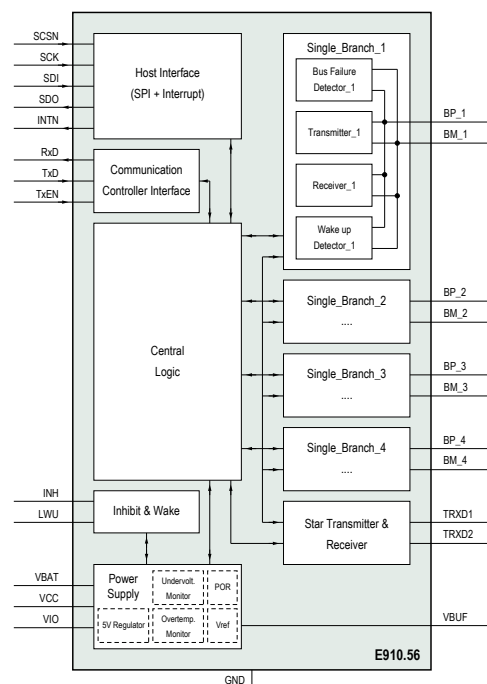 SCSN
SCK
SDI
SDO
INTN
RxD
TxD
TxEN
Host Interface
(SPI + Interrupt)
Communication
Controller Interface
Central
Logic
INH
LWU
Inhibit & Wake
VBAT
VCC
VIO
Power
Supply
Undervolt.
Monitor
POR
5V Regulator
Overtemp.
Monitor
Vref
Single_Branch_1
Bus Failure
Detector_1
Transmitter_1
Receiver_1
Wake up
Detector_1
BP_1
BM_1
Single_Branch_2
....
BP_2
BM_2
Single_Branch_3
....
BP_3
BM_3
Single_Branch_4
....
BP_4
BM_4
Star Transmitter &
Receiver
TRXD1
TRXD2
VBUF
E910.56
GND